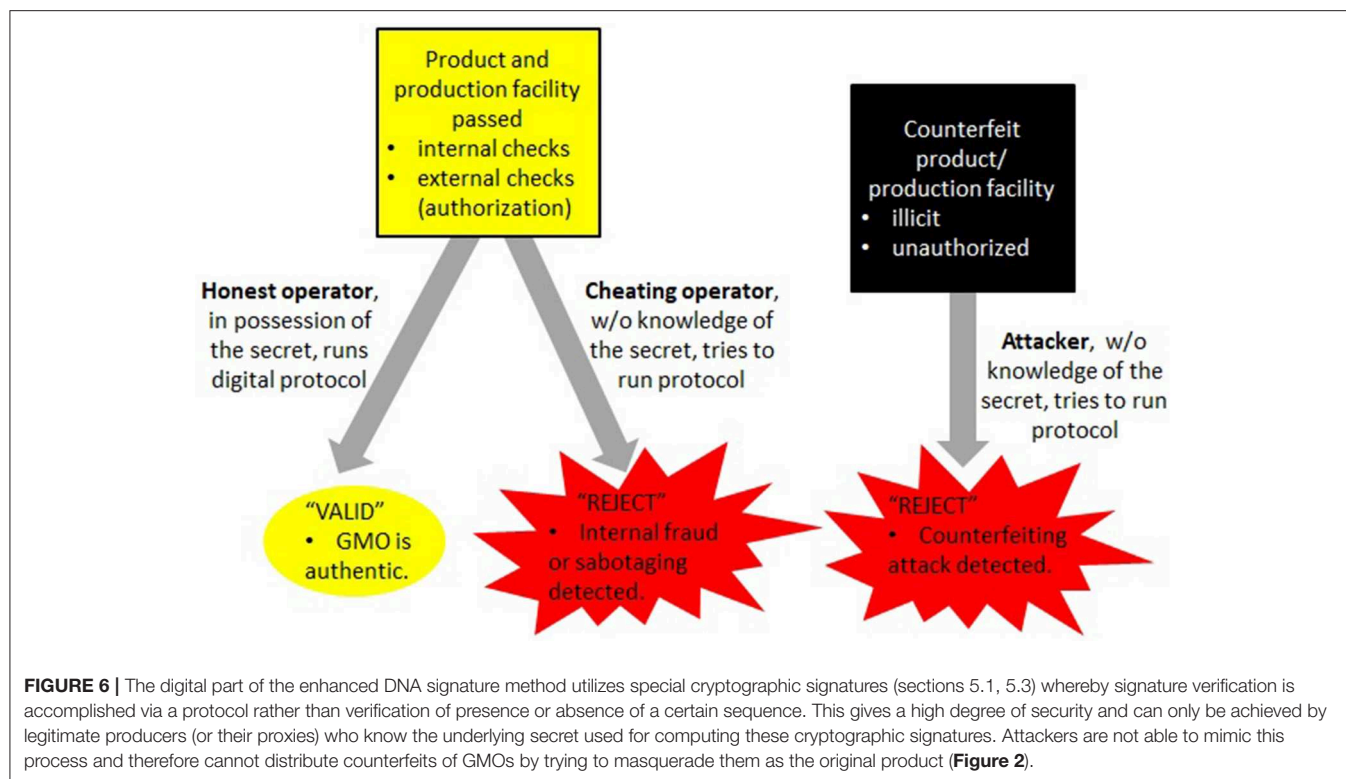 Product and
production facility
passed
• internal checks
• external checks
(authorization)
Counterfeit
product/
production facility
• illicit
• unauthorized
Honest operator,
in possession of
the secret, runs
digital protocol
Cheating operator,
w/o knowledge of
the secret, tries to
run protocol
Attacker, w/o
knowledge of the
secret, tries to run
protocol
“VALID”
• GMO is
authentic.
“REJECT”
• Internal fraud
or sabotaging
detected.
“REJECT”
• Counterfeiting
attack detected.
FIGURE 6 | The digital part of the enhanced DNA signature method utilizes special cryptographic signatures (sections 5.1, 5.3) whereby signature verification is
accomplished via a protocol rather than verification of presence or absence of a certain sequence. This gives a high degree of security and can only be achieved by
legitimate producers (or their proxies) who know the underlying secret used for computing these cryptographic signatures. Attackers are not able to mimic this
process and therefore cannot distribute counterfeits of GMOs by trying to masquerade them as the original product (Figure 2).